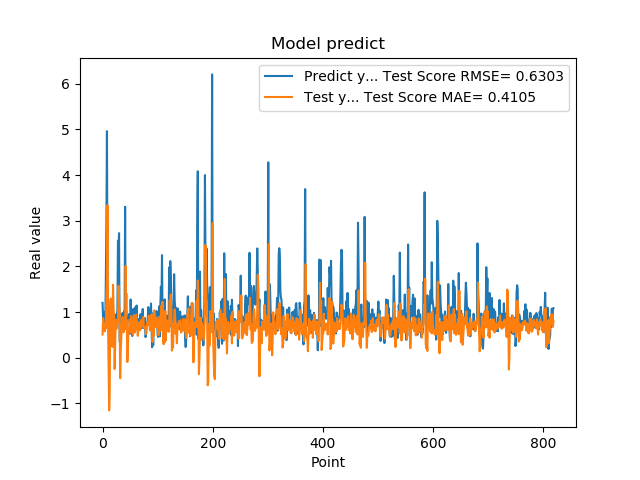 Model predict
Predict y... Test Score RMSE= 0.6303
Test y... Test Score MAE= 0.4105
6
5
4
3
2
1
0
−1
Real value
0 200 400 600 800
Point